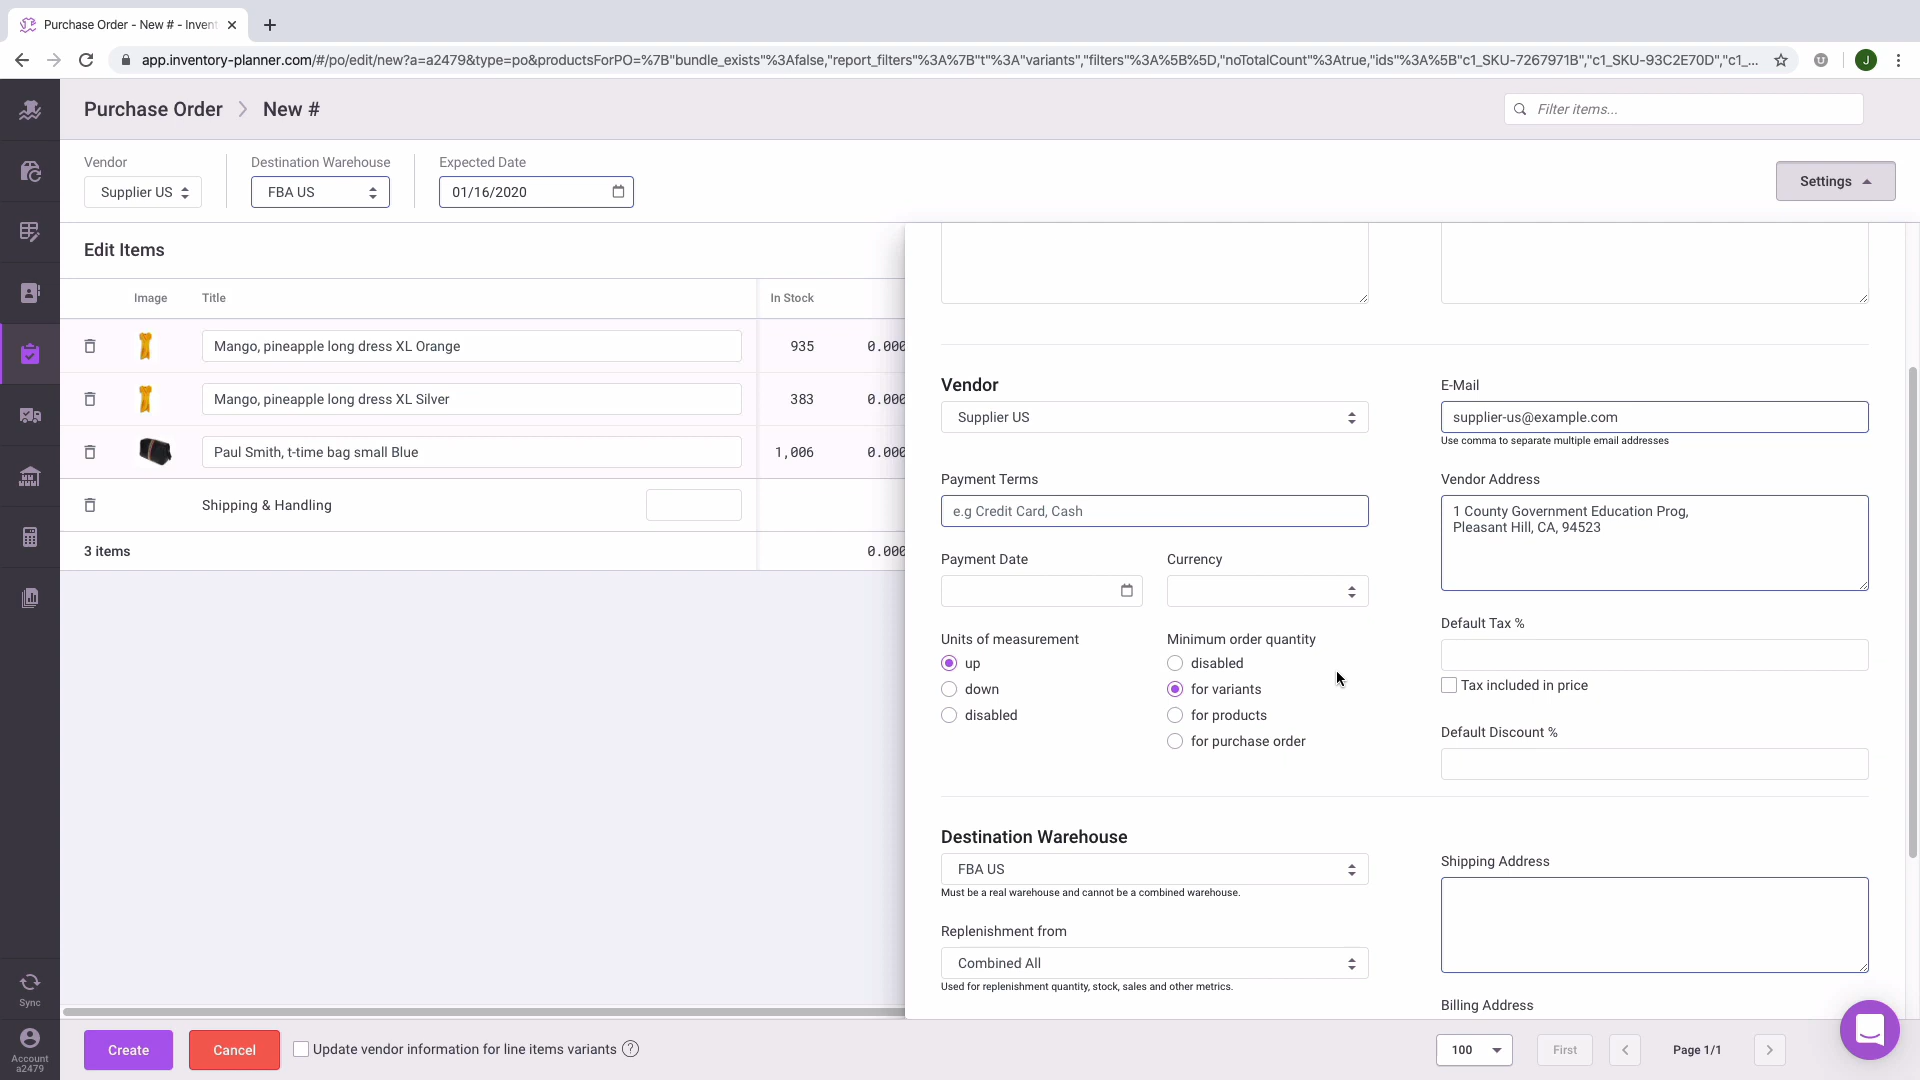 Purchase Order - New # - Inven
app.inventory-planner.com/#/po/edit/new?a=a2479&type=po&productsForPO=%7B"bundle_exists"%3Afalse,"report_filters"%3A%7B"t"%3A"variants","filters"%3A%5B%5D,"noTotalCount"%3Atrue,"ids"%3A%5B"c1_SKU-7267971B","c1_SKU-93C2E70D","c1_...
J
Purchase Order > New #
Filter items...
Vendor
Destination Warehouse
Expected Date
Supplier US
FBA US
01/16/2020
Settings
Edit Items
Image
Title
In Stock
Mango, pineapple long dress XL Orange
935
0.000
Mango, pineapple long dress XL Silver
383
0.000
Paul Smith, t-time bag small Blue
1,006
0.000
Shipping & Handling
3 items
0.000
Vendor
Supplier US
E-Mail
supplier-us@example.com
Use comma to separate multiple email addresses
Payment Terms
e.g Credit Card, Cash
Vendor Address
1 County Government Education Prog,
Pleasant Hill, CA, 94523
Payment Date
Currency
Units of measurement
up
down
disabled
Minimum order quantity
disabled
for variants
for products
for purchase order
Default Tax %
Tax included in price
Default Discount %
Destination Warehouse
FBA US
Must be a real warehouse and cannot be a combined warehouse.
Shipping Address
Replenishment from
Combined All
Used for replenishment quantity, stock, sales and other metrics.
Billing Address
Sync
Account
a2479
Create
Cancel
Update vendor information for line items variants ?
100
First
Page 1/1